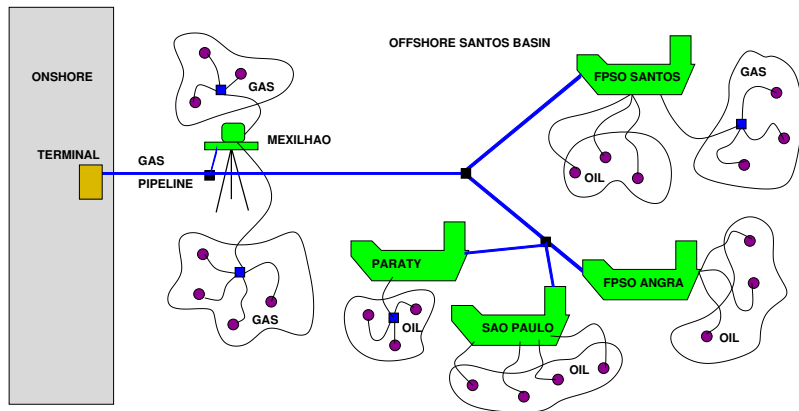 OFFSHORE SANTOS BASIN
ONSHORE
FPSO SANTOS
GAS
GAS
MEXILHAO
TERMINAL
GAS
PIPELINE
OIL
PARATY
FPSO ANGRA
GAS
OIL
SAO PAULO
OIL
OIL